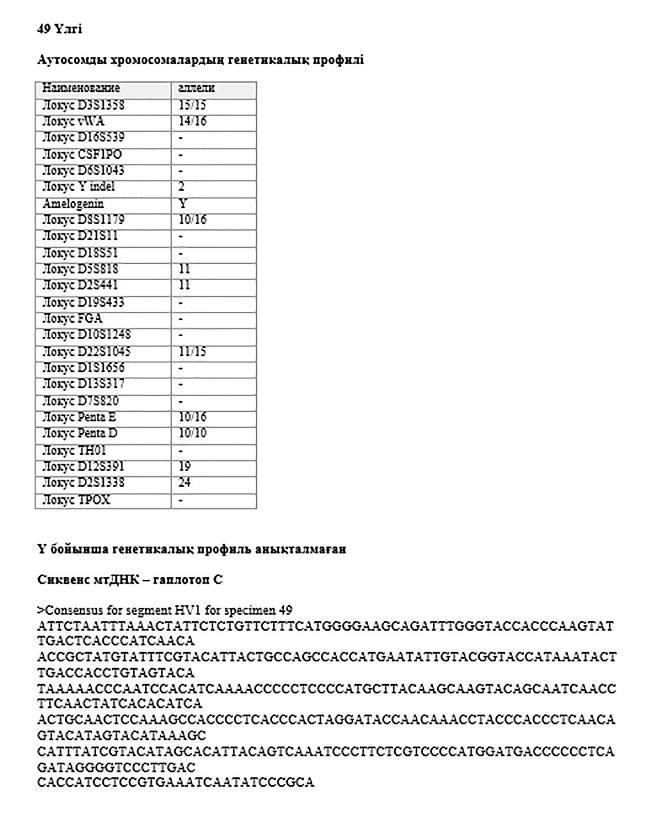 49 Үлгі
Аутосомды хромосомалардың генетикалық профилі
Наименование аллели
Локус D3S1358 15/15
Локус vWA 14/16
Локус D16S539 -
Локус CSF1PO -
Локус D6S1043 -
Локус Y indel 2
Amelogenin Y
Локус D8S1179 10/16
Локус D21S11 -
Локус D18S51 -
Локус D5S818 11
Локус D2S441 11
Локус D19S433 -
Локус FGA -
Локус D10S1248 -
Локус D22S1045 11/15
Локус D1S1656 -
Локус D13S317 -
Локус D7S820 -
Локус Penta E 10/16
Локус Penta D 10/10
Локус TH01 -
Локус D12S391 19
Локус D2S1338 24
Локус TPOX -
Y бойынша генетикалық профиль анықталмаған
Сиквенс мтДНК – гаплотоп C
>Consensus for segment HV1 for specimen 49
ATTCTAATTTAAACTATTCTCTGTTCTTTCATGGGGAAGCAGATTTGGGTACCACCCAAGTAT
TGACTCACCCATCAACA
ACCGCTATGTATTTCGTACATTACTGCCAGCCACCATGAATATTGTACGGTACCATAAATACT
TGACCACCTGTAGTACA
TAAAAACCCAATCCACATCAAAACCCCCTCCCCATGCTTACAAGCAAGTACAGCAATCAACC
TTCAACTATCACACATCA
ACTGCAACTCCAAAGCCACCCCTCACCCACTAGGATACCAACAAACCTACCCACCCTCAACA
GTACATAGTACATAAAGC
CATTTATCGTACATAGCACATTACAGTCAAATCCCTTCTCGTCCCCATGGATGACCCCCCTCA
GATAGGGGTCCCTTGAC
CACCATCCTCCGTGAAATCAATATCCCGCA